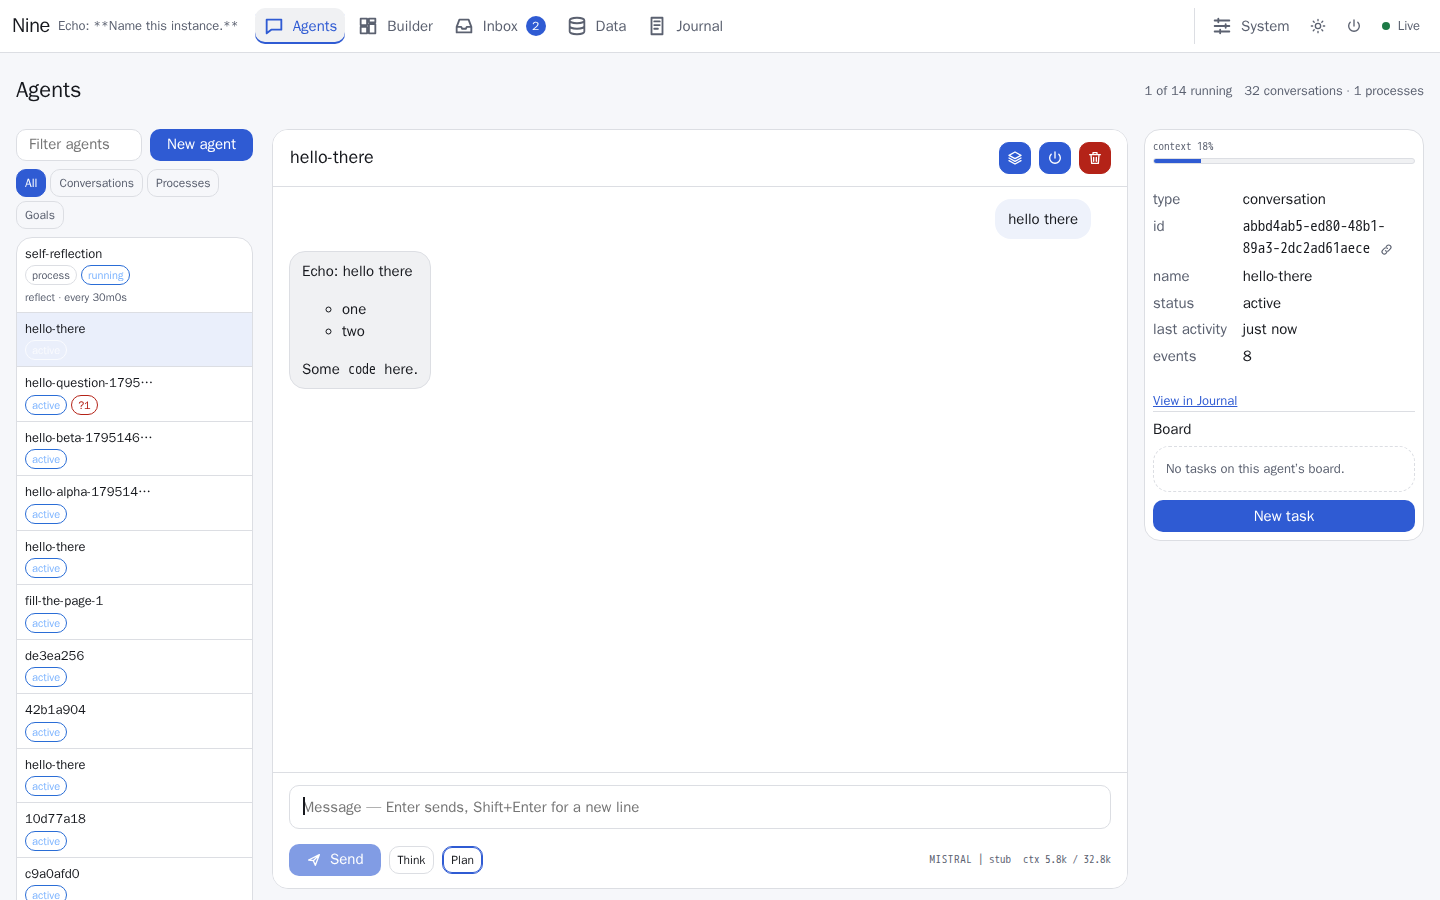 Nine Echo: **Name this instance.** Agents Builder Inbox 2 Data Journal System Live
Agents
1 of 14 running 32 conversations · 1 processes
Filter agents New agent
All Conversations Processes
Goals
self-reflection
process running
reflect · every 30m0s
hello-there
active
hello-question-1795···
active ?1
hello-beta-1795146···
active
hello-alpha-179514···
active
hello-there
active
fill-the-page-1
active
de3ea256
active
42b1a904
active
hello-there
active
10d77a18
active
c9a0afd0
active
hello-there
hello there
Echo: hello there
one
two
Some code here.
Message — Enter sends, Shift+Enter for a new line
Send Think Plan MISTRAL | stub ctx 5.8k / 32.8k
context 18%
type conversation
id abbd4ab5-ed80-48b1-
89a3-2dc2ad61aece
name hello-there
status active
last activity just now
events 8
View in Journal
Board
No tasks on this agent's board.
New task